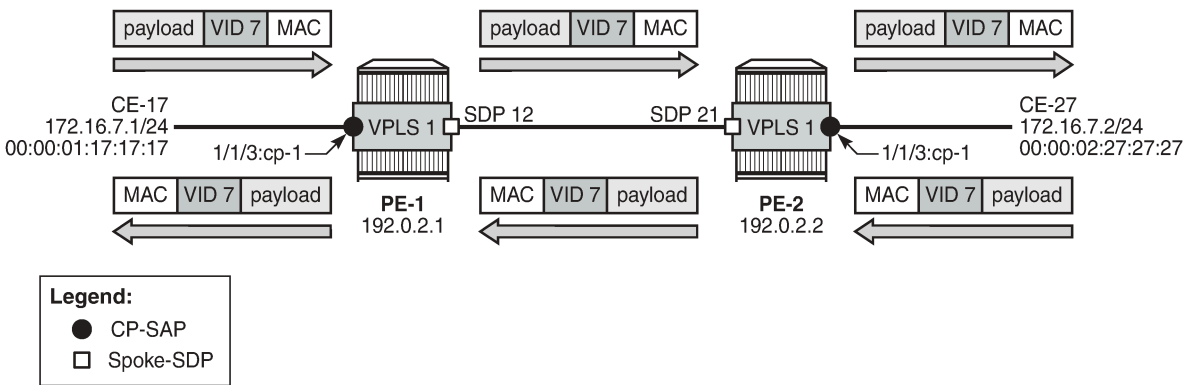 payload VID 7 MAC
payload VID 7 MAC
payload VID 7 MAC
CE-17
172.16.7.1/24
00:00:01:17:17:17
1/1/3:cp-1
VPLS 1
SDP 12
SDP 21
VPLS 1
1/1/3:cp-1
CE-27
172.16.7.2/24
00:00:02:27:27:27
MAC VID 7 payload
PE-1
192.0.2.1
MAC VID 7 payload
PE-2
192.0.2.2
MAC VID 7 payload
Legend:
CP-SAP
Spoke-SDP